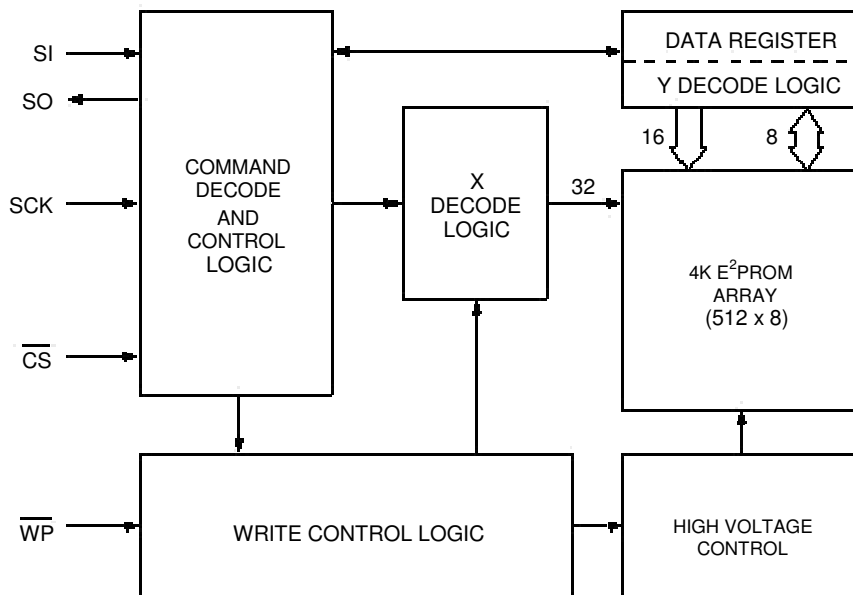 SI
SO
SCK
CS
WP
COMMAND
DECODE
AND
CONTROL
LOGIC
X
DECODE
LOGIC
32
DATA REGISTER
Y DECODE LOGIC
16
8
4K E²PROM
ARRAY
(512 x 8)
WRITE CONTROL LOGIC
HIGH VOLTAGE
CONTROL